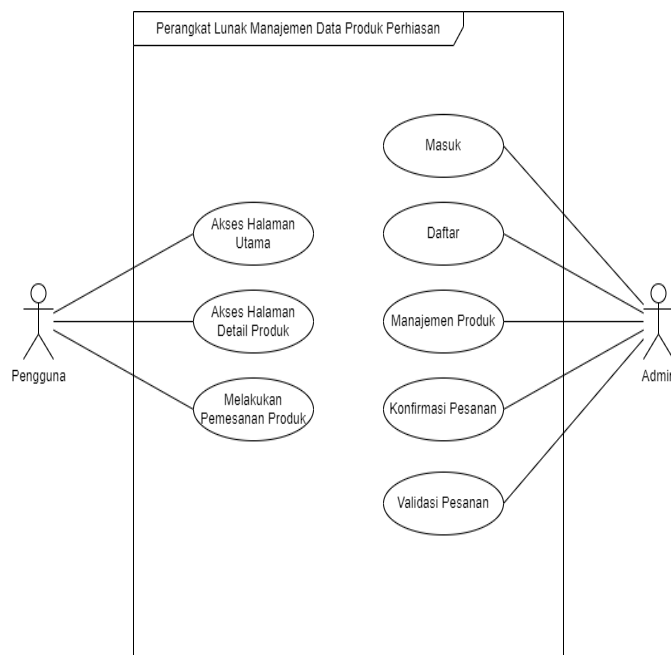 Perangkat Lunak Manajemen Data Produk Perhiasan
Masuk
Akses Halaman
Utama
Daftar
Akses Halaman
Detail Produk
Manajemen Produk
Pengguna
Admin
Melakukan
Pemesanan Produk
Konfirmasi Pesanan
Validasi Pesanan